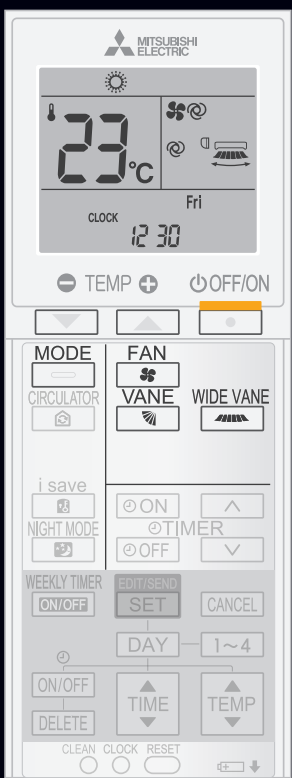 MITSUBISHI
ELECTRIC
23°C
Fri
CLOCK
12 30
TEMP
OFF/ON
MODE FAN
CIRCULATOR VANE WIDE VANE
i save
ON
NIGHT MODE TIMER
OFF
WEEKLY TIMER EDIT/SEND
ON/OFF SET CANCEL
DAY 1~4
ON/OFF TIME TEMP
DELETE
CLEAN CLOCK RESET